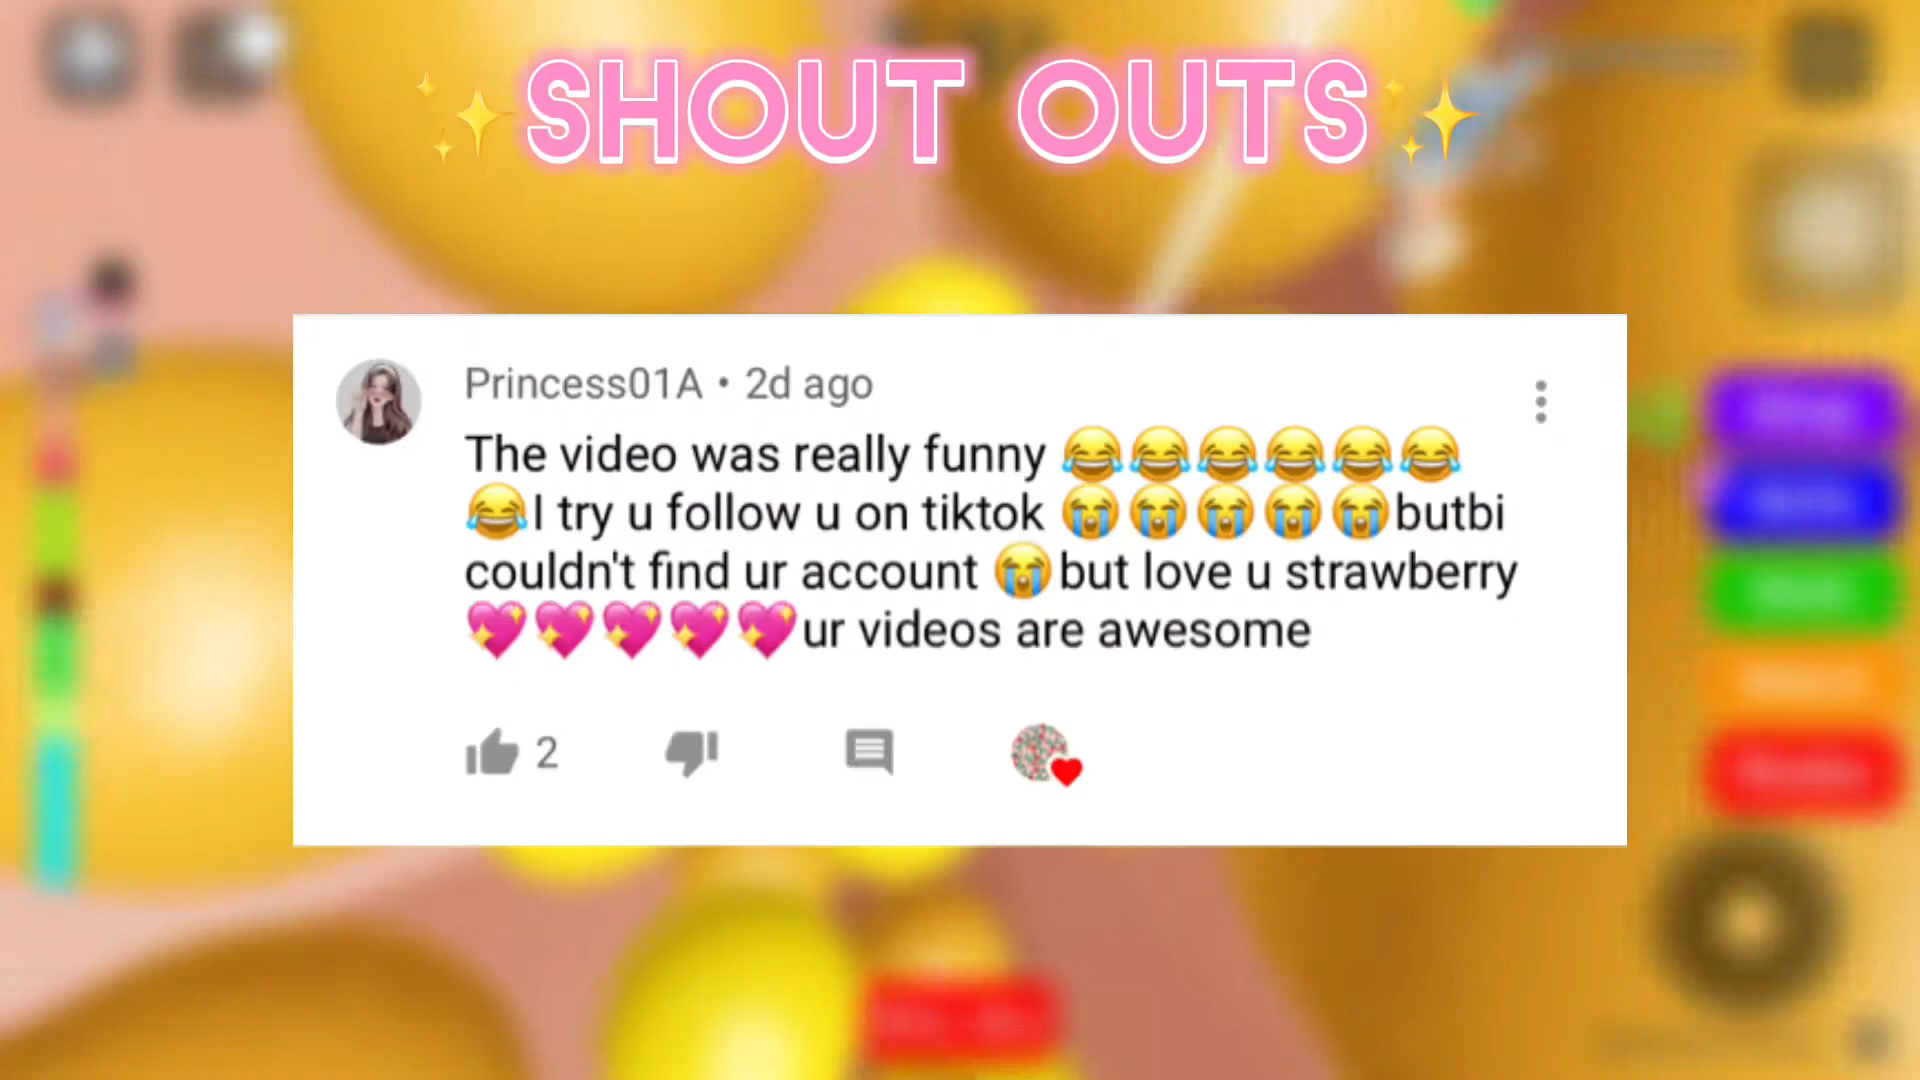 ✨SHOUT OUTS✨
Princess01A • 2d ago
The video was really funny 😂😂😂😂😂😂
😂I try u follow u on tiktok 😭😭😭😭😭butbi
couldn't find ur account 😭but love u strawberry
💖💖💖💖💖ur videos are awesome
2